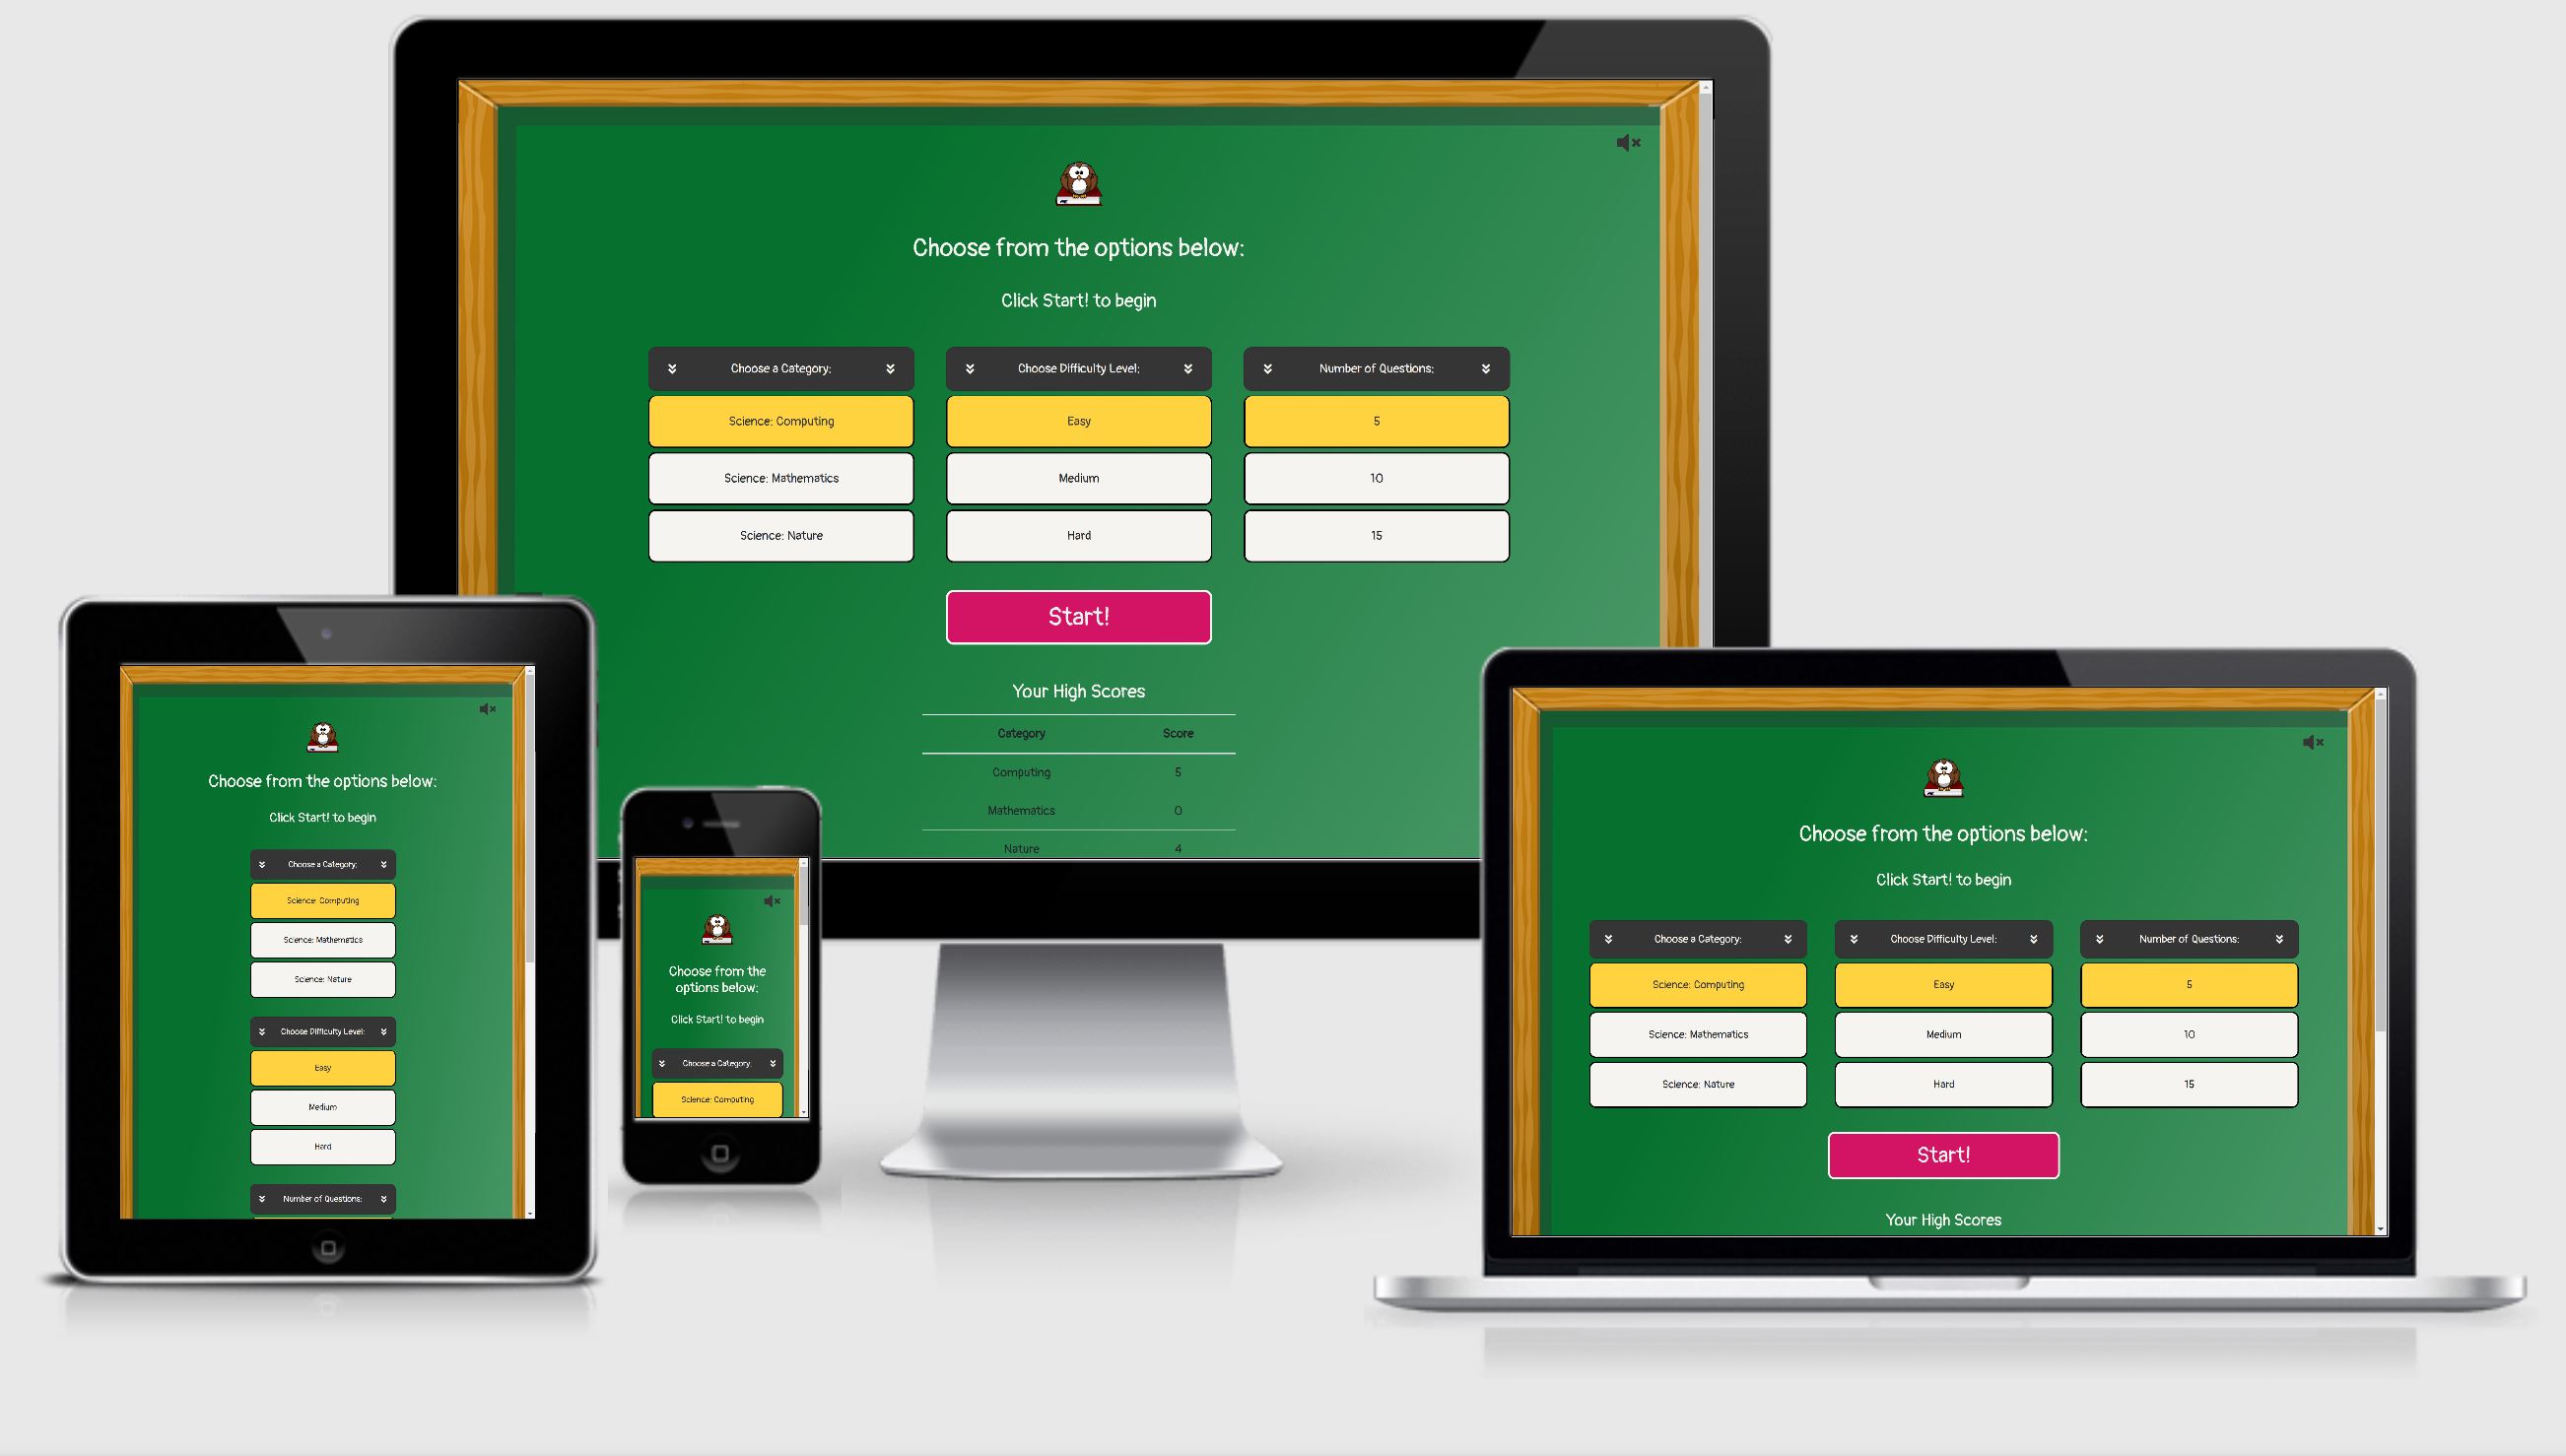 Choose from the options below:
Click Start! to begin
Choose a Category:
Choose Difficulty Level:
Number of Questions:
Science: Computing
Easy
5
Science: Mathematics
Medium
10
Science: Nature
Hard
15
Start!
Your High Scores
Category Score
Computing 5
Mathematics 0
Nature 4
Choose from the options below:
Click Start! to begin
Choose a Category:
Science: Computing
Science: Mathematics
Science: Nature
Choose Difficulty Level:
Easy
Medium
Hard
Number of Questions:
Choose from the
options below:
Click Start! to begin
Choose a Category:
Science: Computing
Choose from the options below:
Click Start! to begin
Choose a Category:
Choose Difficulty Level:
Number of Questions:
Science: Computing
Easy
5
Science: Mathematics
Medium
10
Science: Nature
Hard
15
Start!
Your High Scores